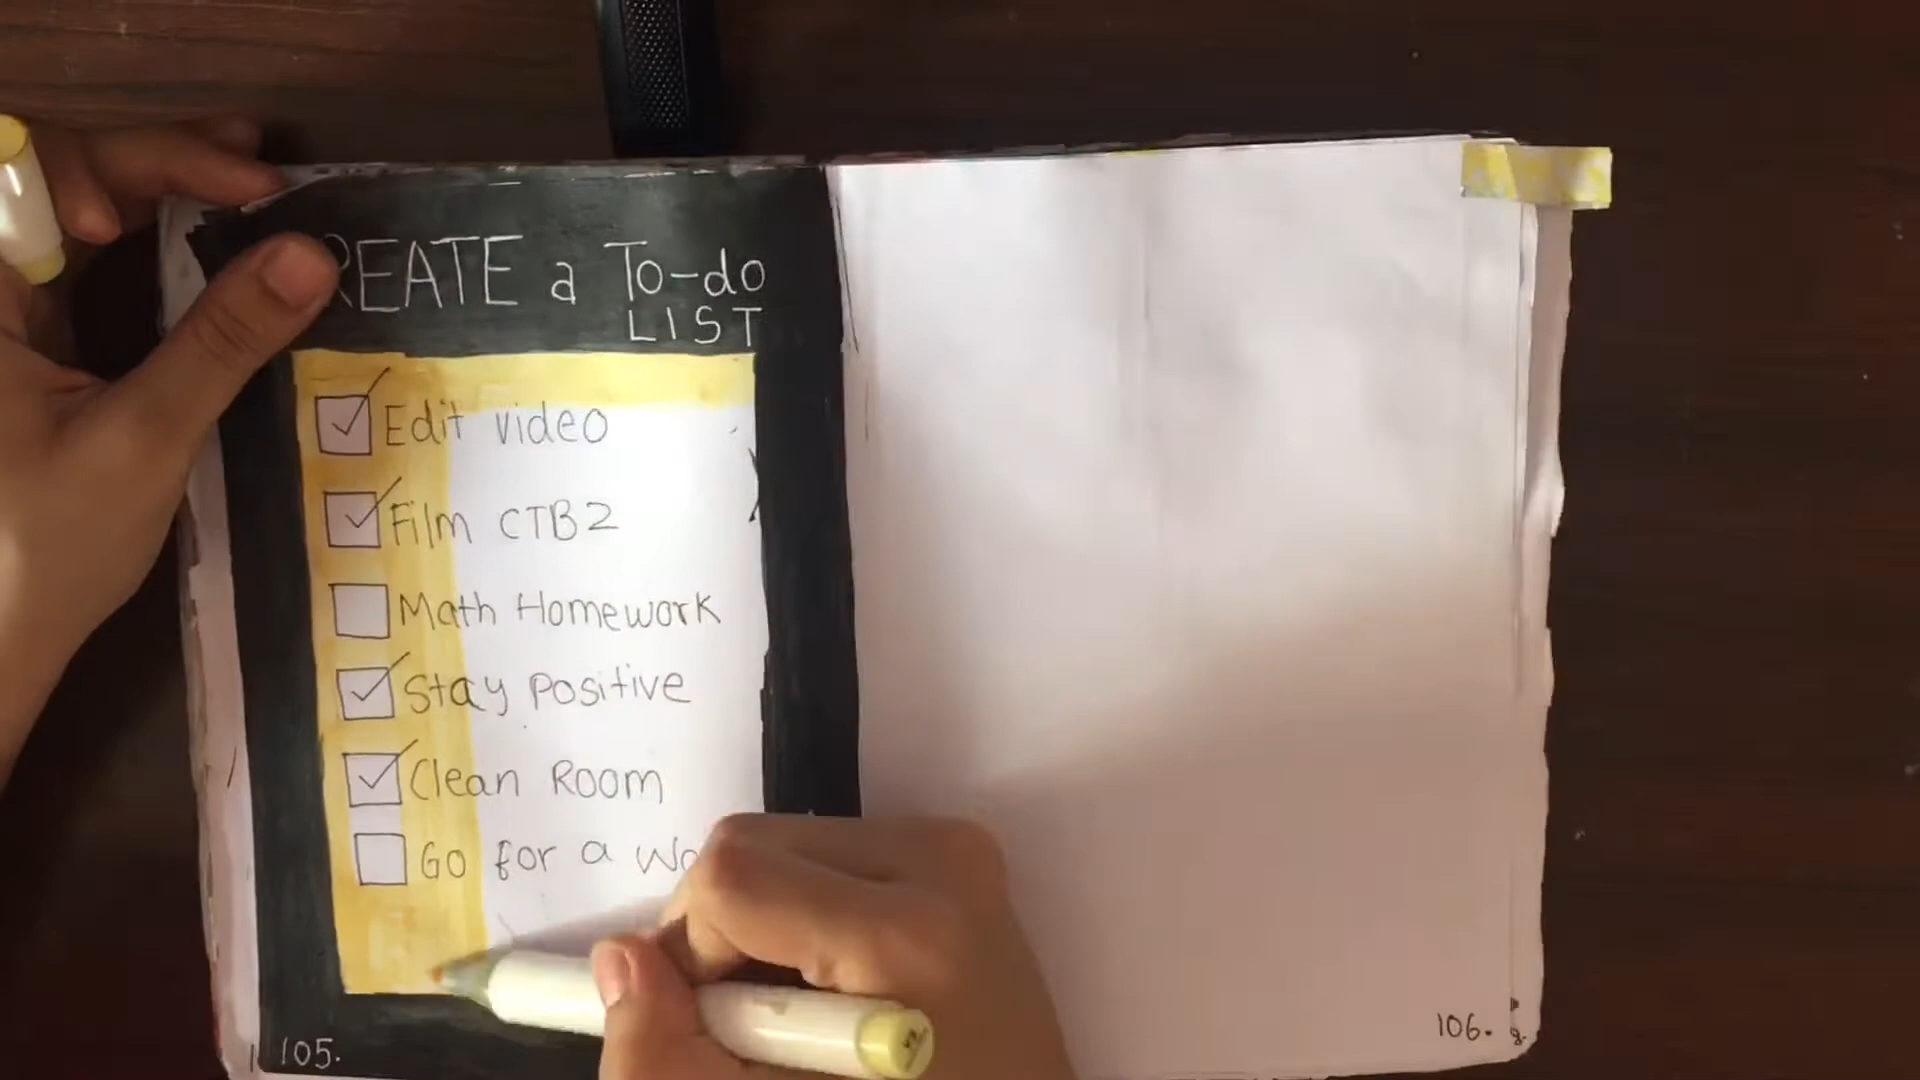 REATE a To-do
LIST
Edit video
Film CTB2
Math Homework
Stay Positive
Clean Room
Go for a
105.
106.